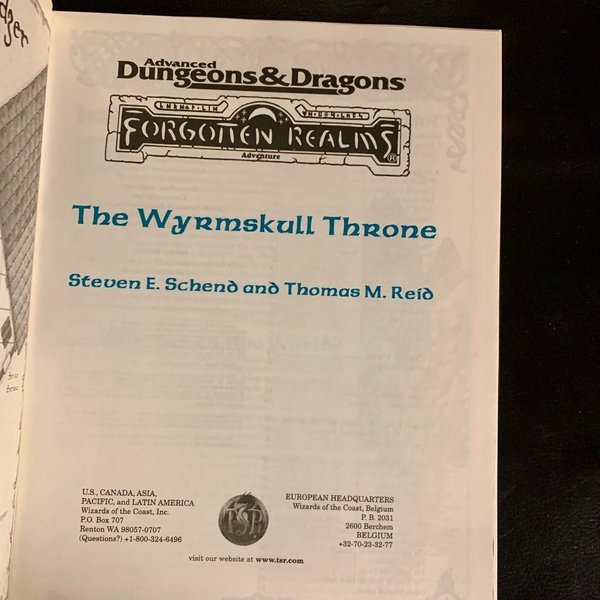 Advanced
Dungeons & Dragons®
FORGOTTEN REALMS®
Adventure
The Wyrmskull Throne
Steven E. Schend and Thomas M. Reid
U.S., CANADA, ASIA,
PACIFIC, and LATIN AMERICA
Wizards of the Coast, Inc.
P.O. Box 707
Renton WA 98057-0707
(Questions?) +1-800-324-6496
TSR
EUROPEAN HEADQUARTERS
Wizards of the Coast, Belgium
P. B. 2031
2600 Berchem
BELGIUM
+32-70-23-32-77
visit our website at www.tsr.com